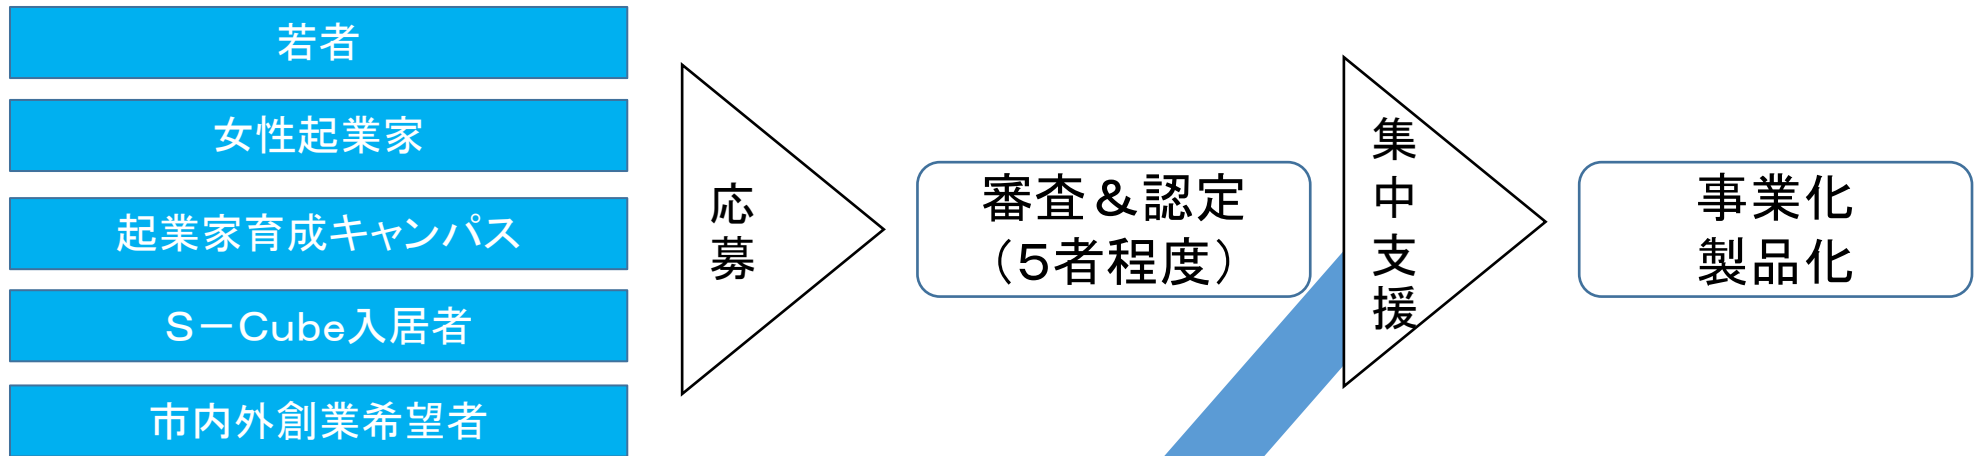 若者
女性起業家
起業家育成キャンパス
S－Cube入居者
市内外創業希望者
応募
審査＆認定
（5者程度）
集中支援
事業化
製品化